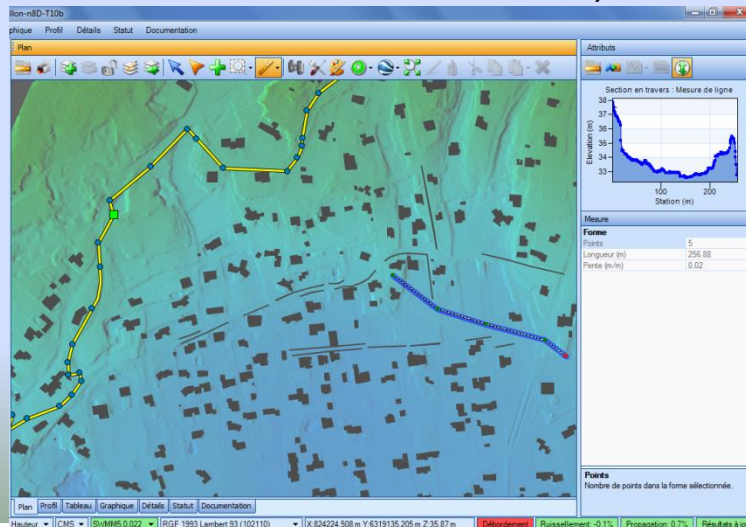 illon-n8D-T10b
phique Profil Détails Statut Documentation
Plan
Attributs
Section en travers : Mesure de ligne
Elevation (m)
38
37
36
35
34
33
100 200
Station (m)
Mesure
Forme
Points 5
Longueur (m) 256.88
Pente (m/m) 0.02
Points
Nombre de points dans la forme sélectionnée.
Plan Profil Tableau Graphique Détails Statut Documentation
Hauteur CMS SWMM5.0.022 RGF 1993 Lambert 93 (102110) X:824224.508 m Y:6319135.205 m Z:35.87 m Débordement Ruissellement: -0.1% Propagation: 0.7% Résultats à